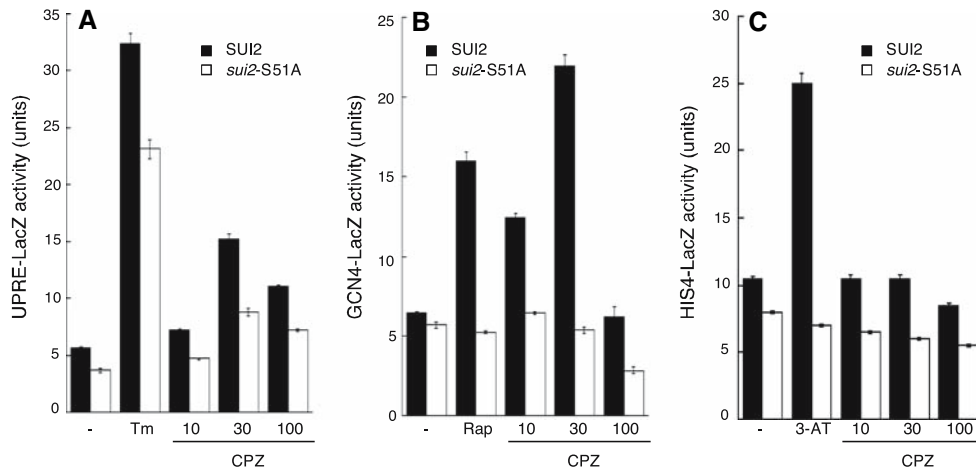 A
SUI2
sui2-S51A
UPRE-LacZ activity (units)
35
30
25
20
15
10
5
0
- Tm 10 30 100
CPZ
B
SUI2
sui2-S51A
GCN4-LacZ activity (units)
25
20
15
10
5
0
- Rap 10 30 100
CPZ
C
SUI2
sui2-S51A
HIS4-LacZ activity (units)
30
25
20
15
10
5
0
- 3-AT 10 30 100
CPZ